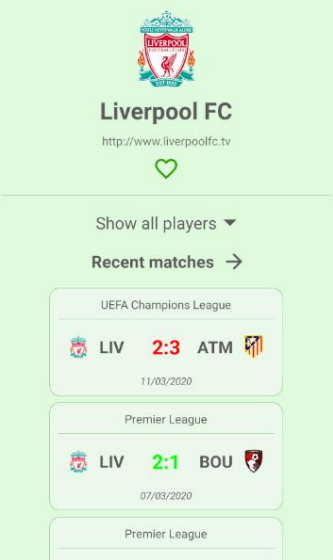 YOU'LL NEVER WALK ALONE
LIVERPOOL
FOOTBALL CLUB
EST 1892
Liverpool FC
http://www.liverpoolfc.tv
Show all players
Recent matches
UEFA Champions League
LIV 2:3 ATM
11/03/2020
Premier League
LIV 2:1 BOU
07/03/2020
Premier League